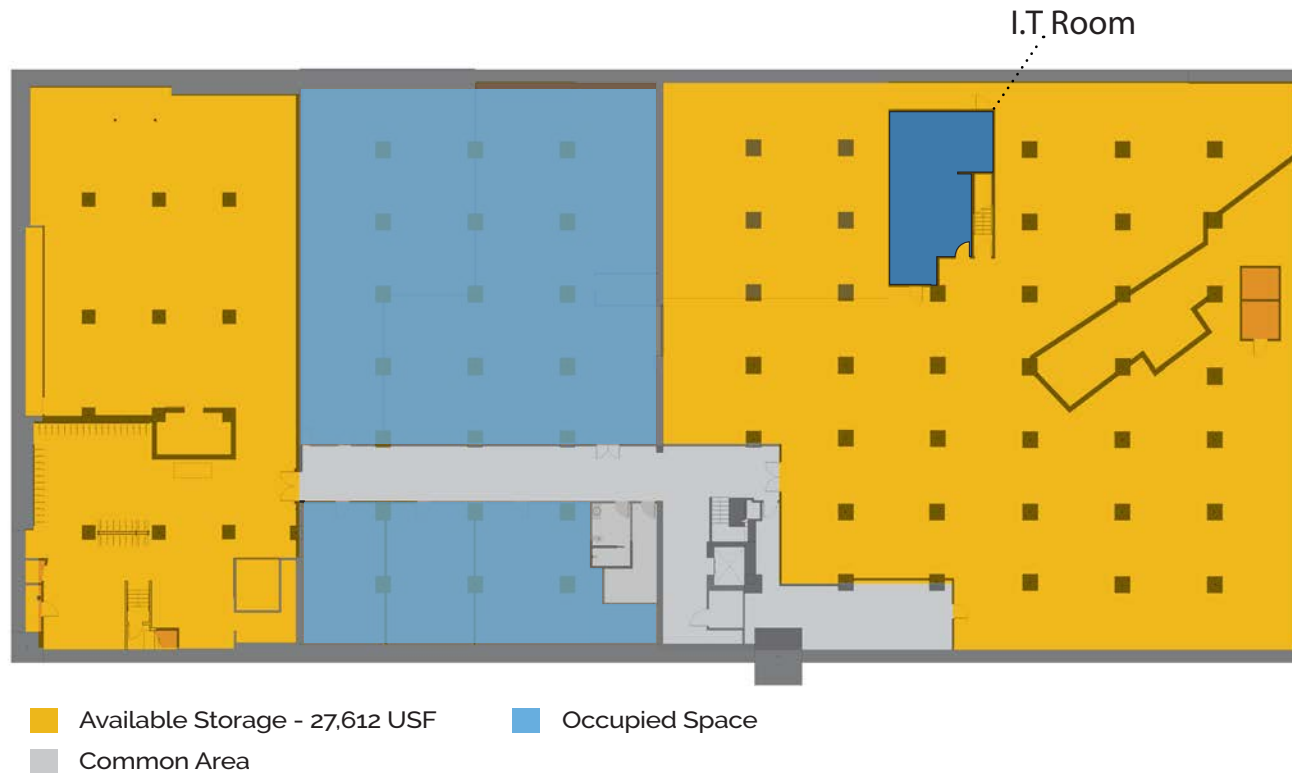 I.T Room
Available Storage - 27,612 USF
Occupied Space
Common Area